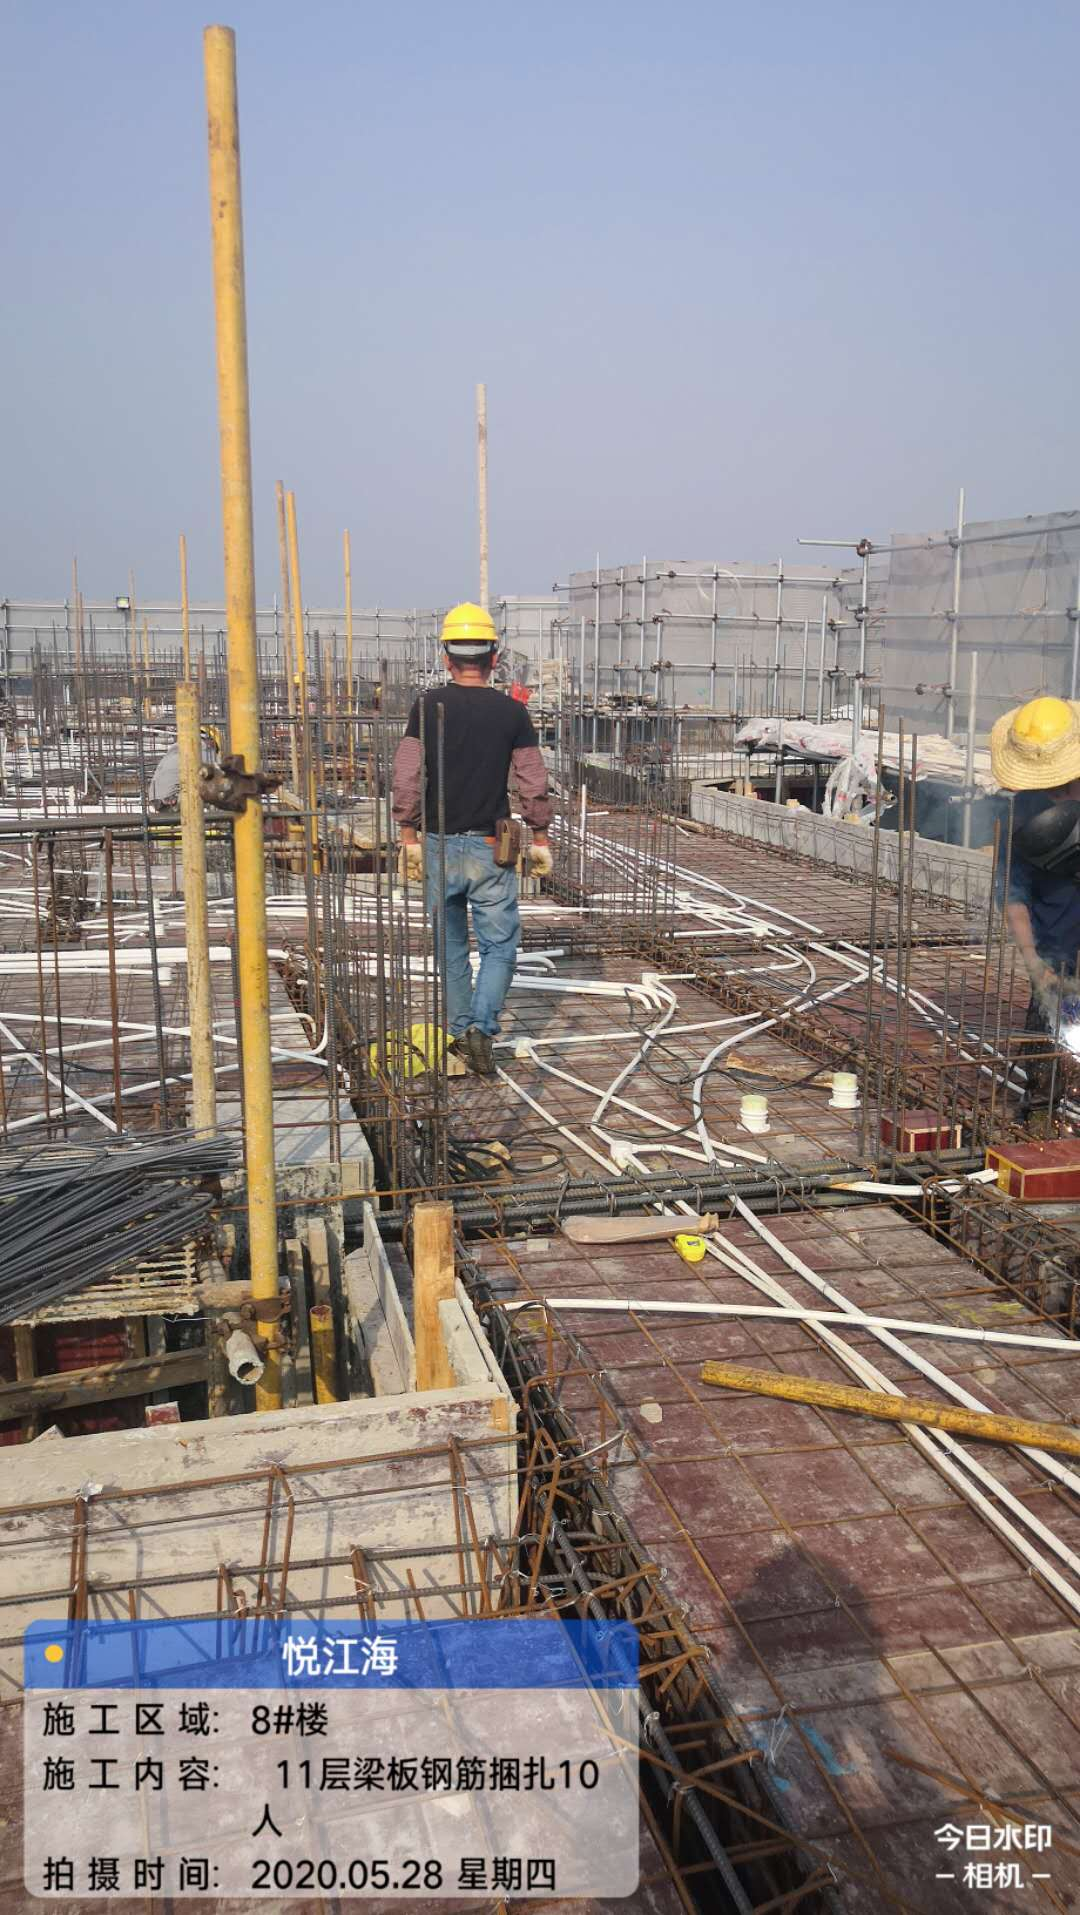 悦江海
施工区域: 8#楼
施工内容: 11层梁板钢筋捆扎10
人
拍摄时间: 2020.05.28 星期四
今日水印
-相机-